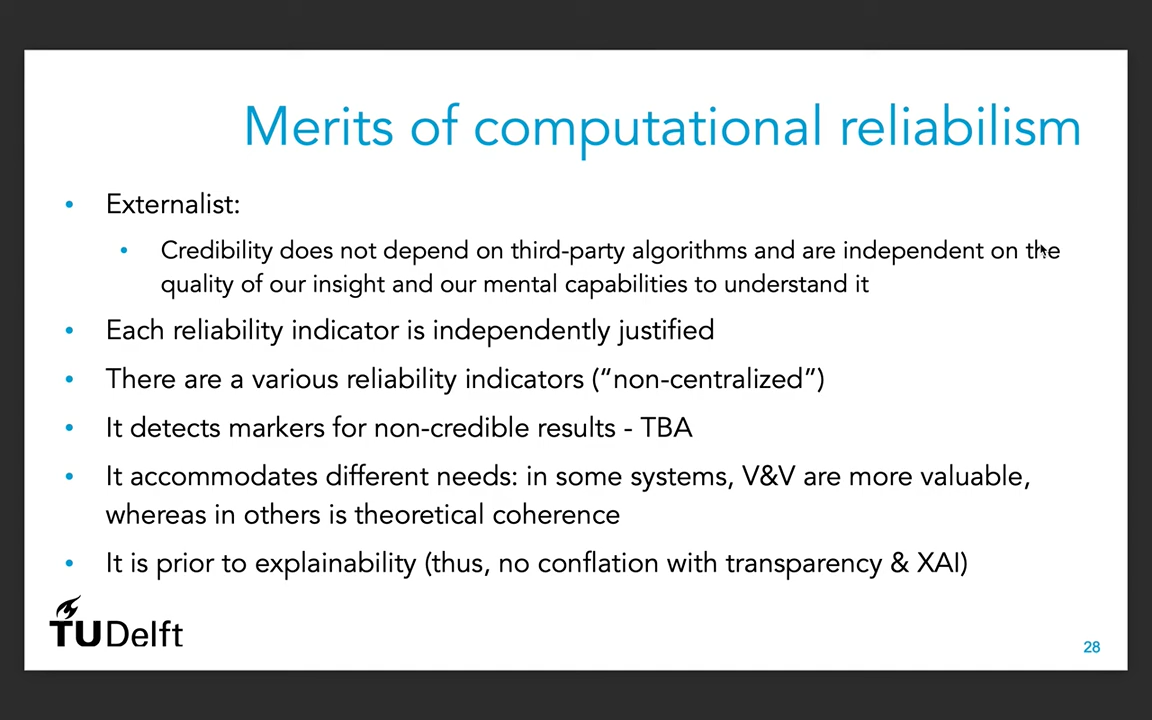 Merits of computational reliabilism
• Externalist:
• Credibility does not depend on third-party algorithms and are independent on the
quality of our insight and our mental capabilities to understand it
• Each reliability indicator is independently justified
• There are a various reliability indicators (“non-centralized”)
• It detects markers for non-credible results - TBA
• It accommodates different needs: in some systems, V&V are more valuable,
whereas in others is theoretical coherence
• It is prior to explainability (thus, no conflation with transparency & XAI)
TUDelft
28